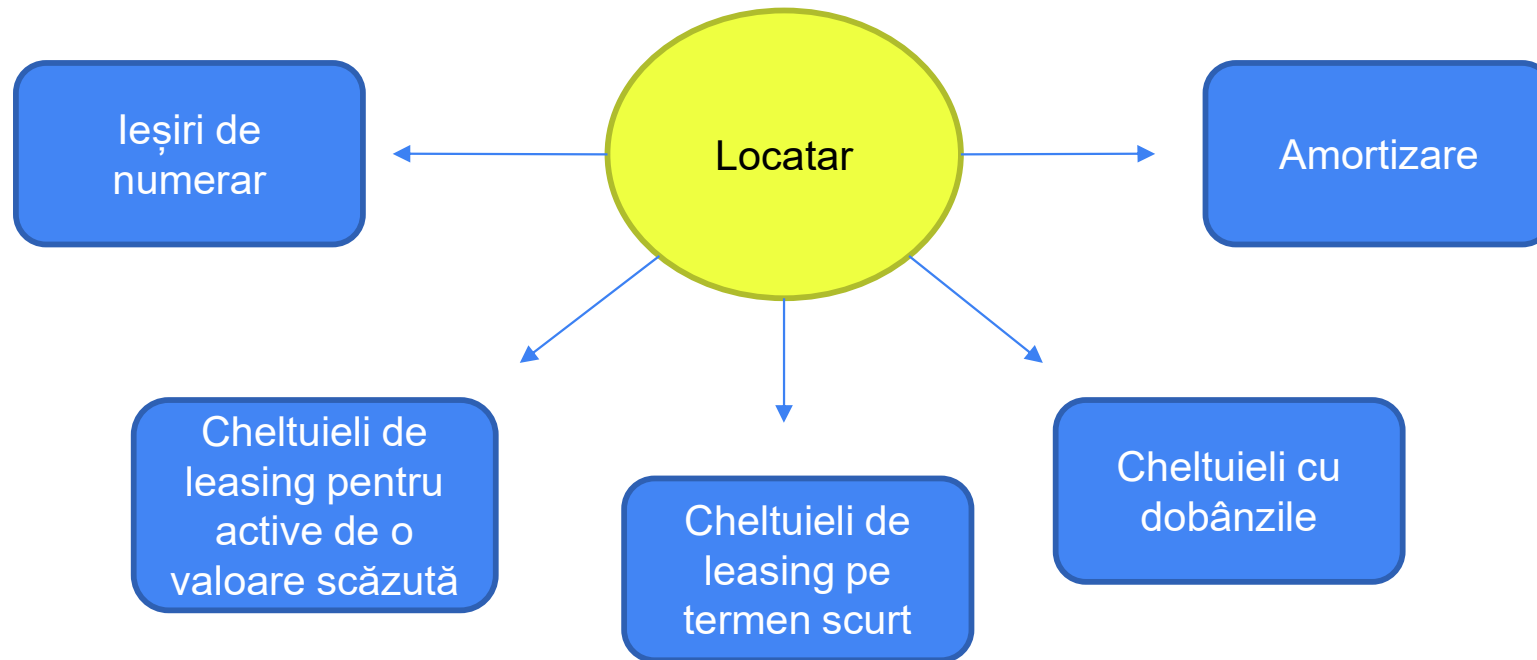 Ieșiri de
numerar
Locatar
Amortizare
Cheltuieli de
leasing pentru
active de o
valoare scăzută
Cheltuieli de
leasing pe
termen scurt
Cheltuieli cu
dobânzile